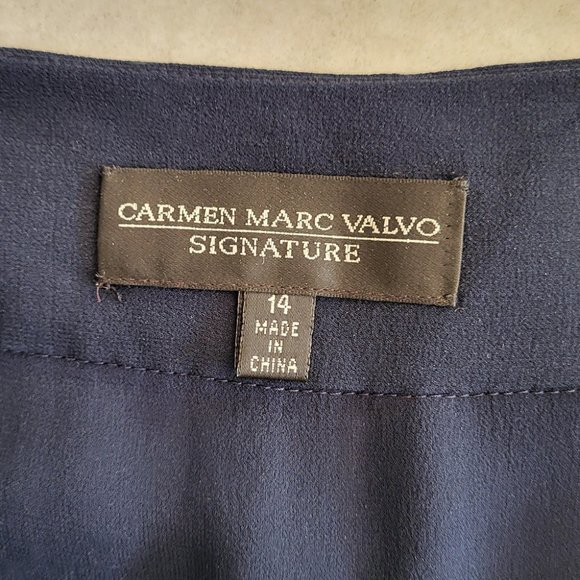 CARMEN MARC VALVO
SIGNATURE
14
MADE
IN
CHINA